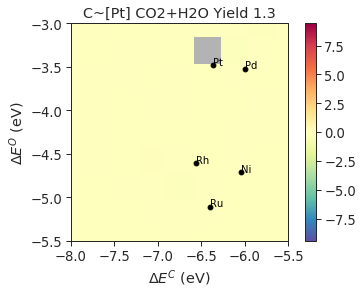 C~[Pt] CO2+H2O Yield 1.3
−3.0
−3.5
−4.0
−4.5
−5.0
−5.5
ΔE^O (eV)
Pt
Pd
Rh
Ni
Ru
−8.0 −7.5 −7.0 −6.5 −6.0 −5.5
ΔE^C (eV)
7.5
5.0
2.5
0.0
−2.5
−5.0
−7.5